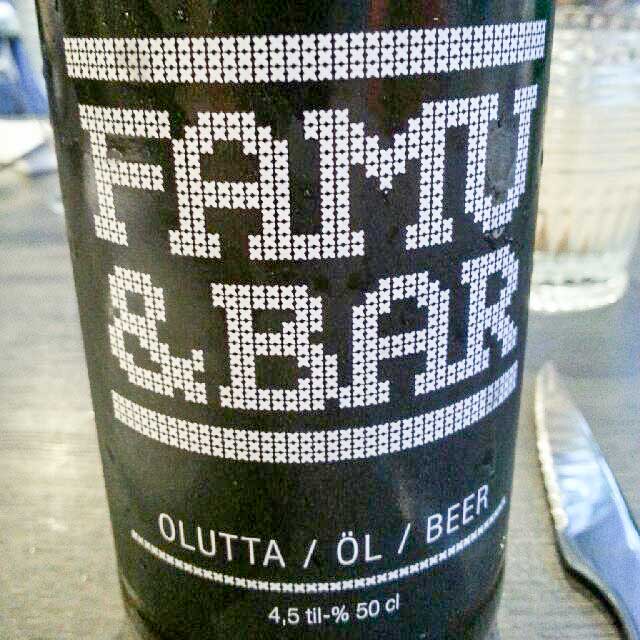 FAMU
& BAR
OLUTTA / ÖL / BEER
4,5 til-% 50 cl